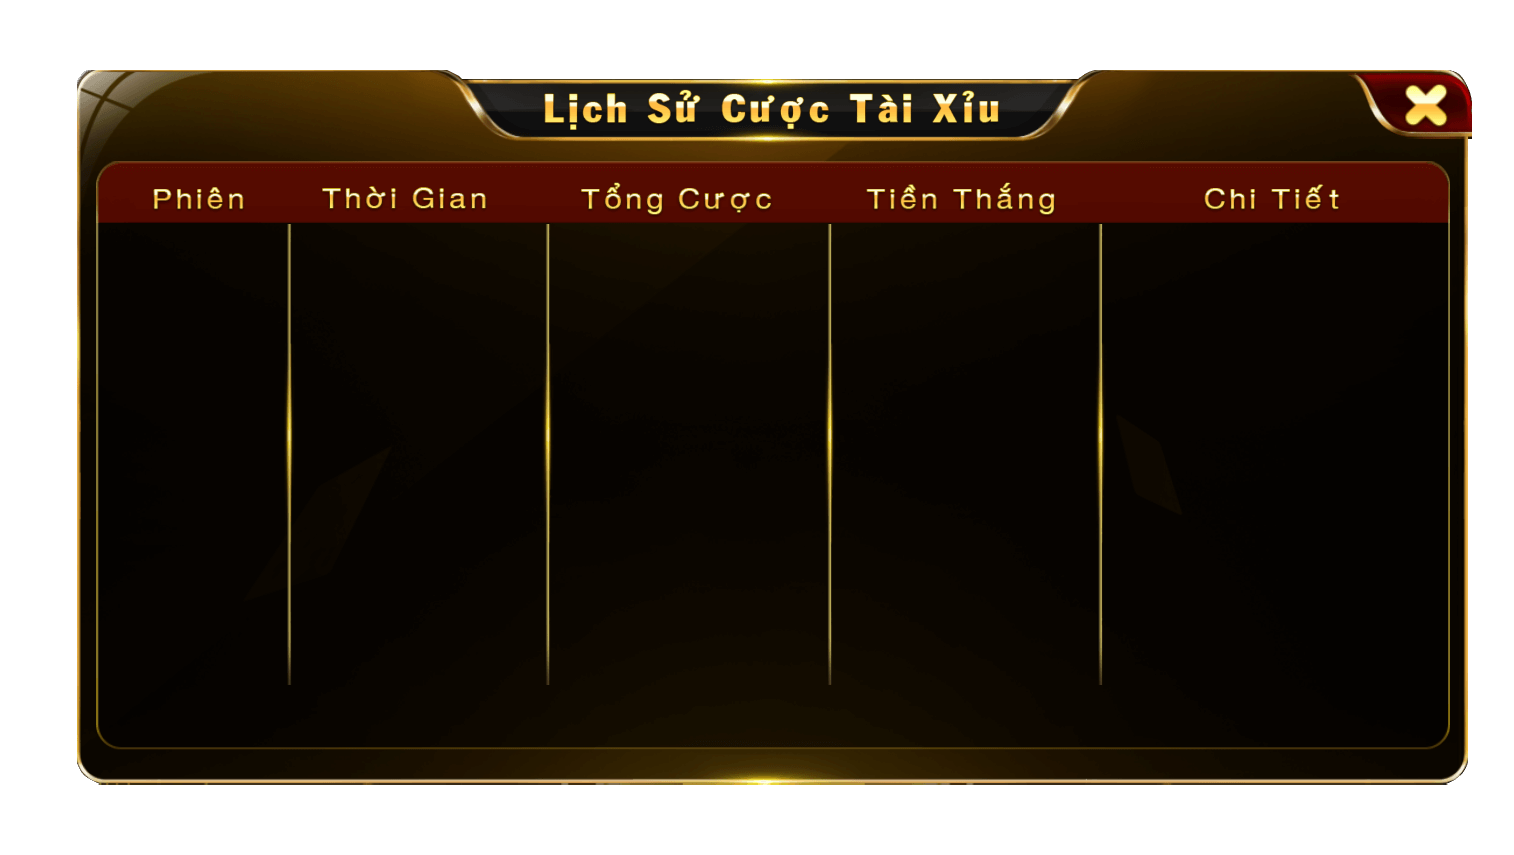 Lịch Sử Cược Tài Xỉu
Phiên Thời Gian Tổng Cược Tiền Thắng Chi Tiết